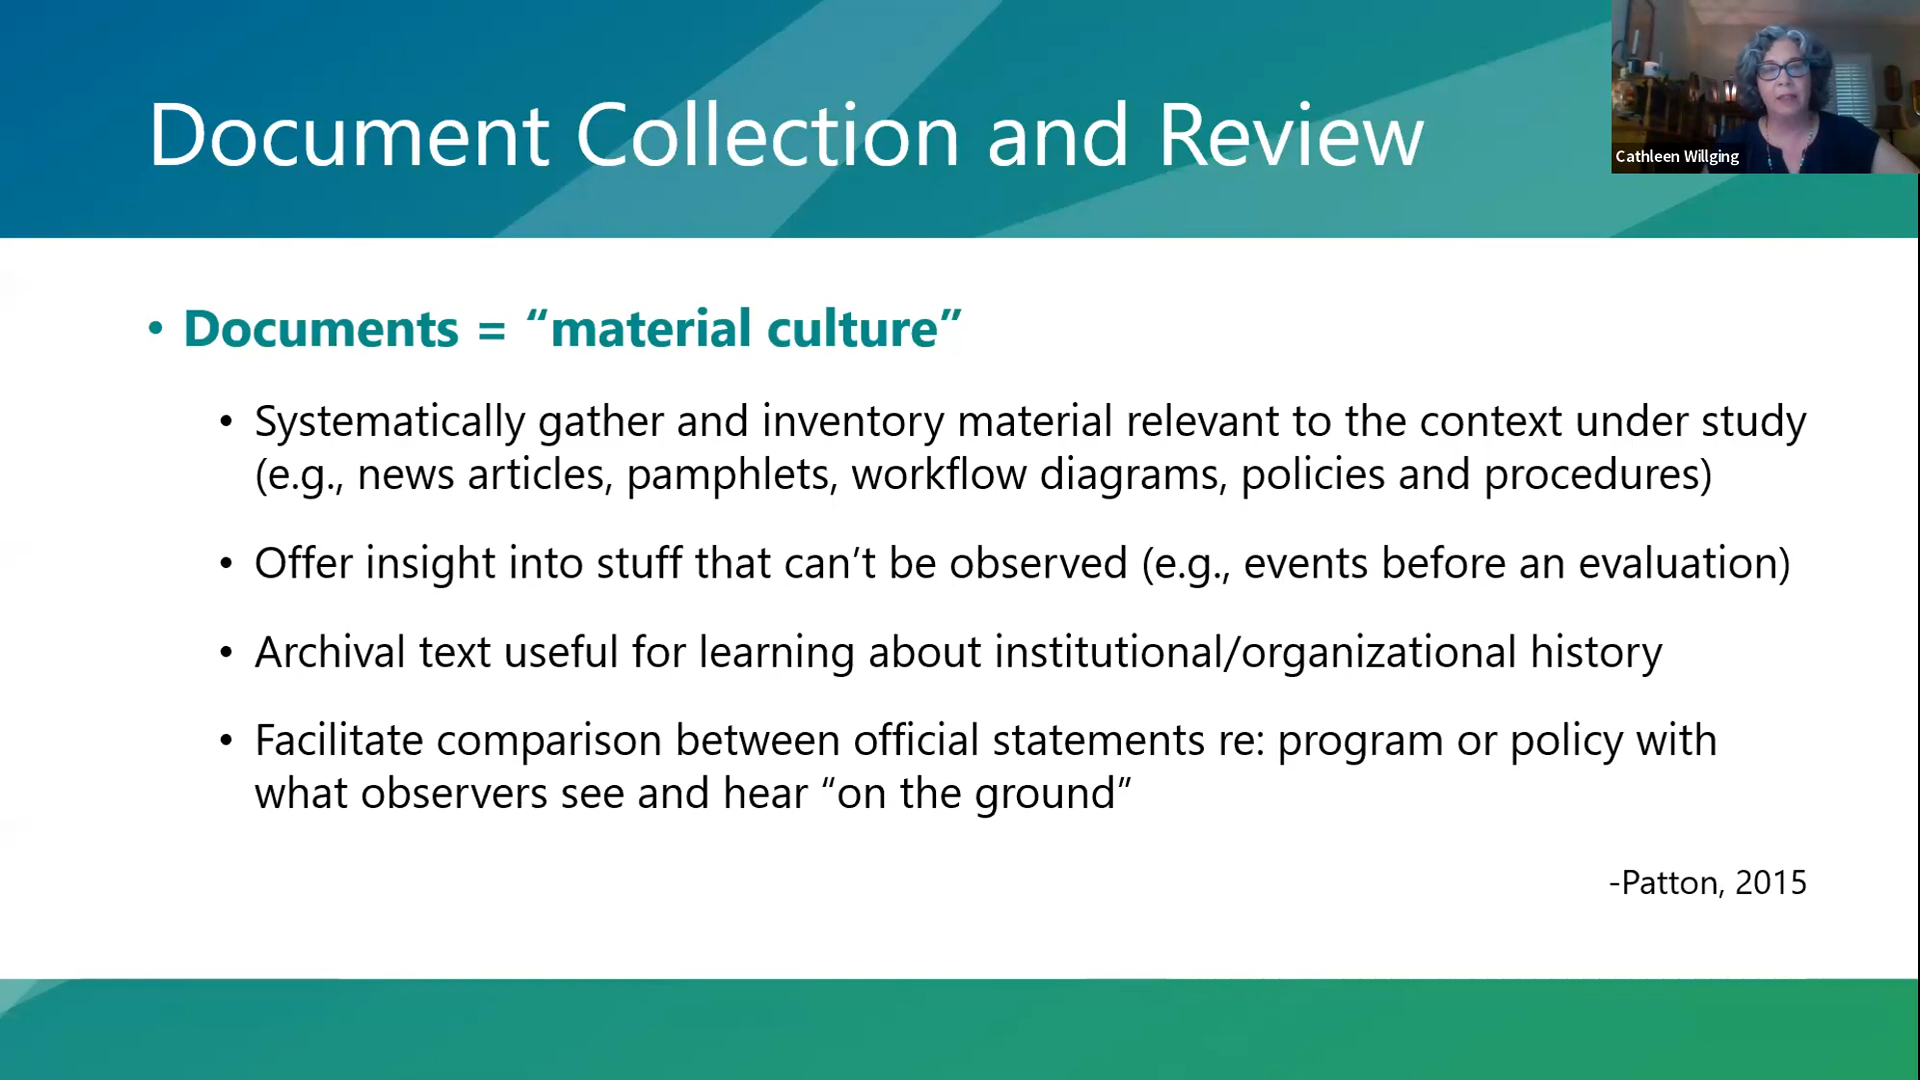 Document Collection and Review
Cathleen Willging
• Documents = “material culture”
• Systematically gather and inventory material relevant to the context under study
(e.g., news articles, pamphlets, workflow diagrams, policies and procedures)
• Offer insight into stuff that can’t be observed (e.g., events before an evaluation)
• Archival text useful for learning about institutional/organizational history
• Facilitate comparison between official statements re: program or policy with
what observers see and hear “on the ground”
-Patton, 2015